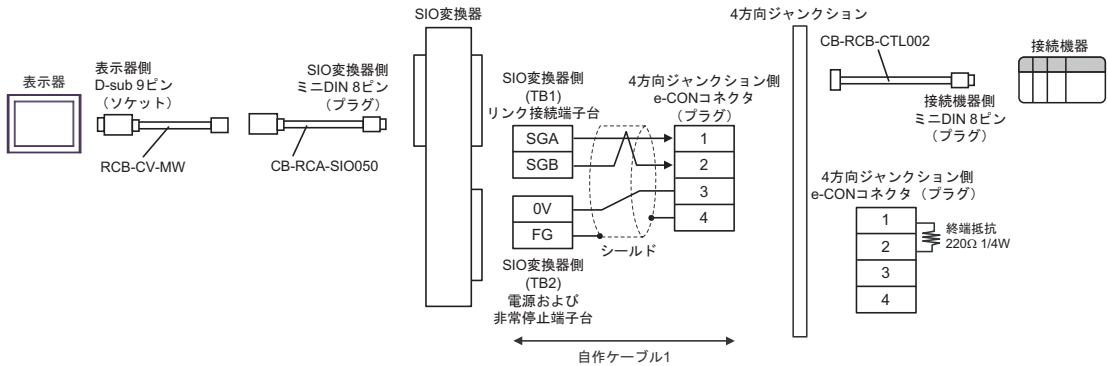 SIO変換器
4方向ジャンクション
表示器
表示器側
D-sub 9ピン
（ソケット）
RCB-CV-MW
SIO変換器側
ミニDIN 8ピン
（プラグ）
CB-RCA-SIO050
SIO変換器側
(TB1)
リンク接続端子台
SGA
SGB
0V
FG
SIO変換器側
(TB2)
電源および
非常停止端子台
シールド
4方向ジャンクション側
e-CONコネクタ
（プラグ）
1
2
3
4
自作ケーブル1
CB-RCB-CTL002
接続機器側
ミニDIN 8ピン
（プラグ）
接続機器
4方向ジャンクション側
e-CONコネクタ（プラグ）
1
2
3
4
終端抵抗
220Ω 1/4W